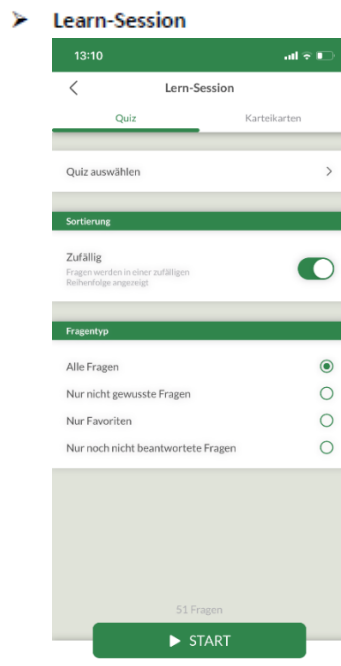 Learn-Session
13:10
Lern-Session
Quiz Karteikarten
Quiz auswählen
Sortierung
Zufällig
Fragen werden in einer zufälligen
Reihenfolge angezeigt
Fragentyp
Alle Fragen
Nur nicht gewusste Fragen
Nur Favoriten
Nur noch nicht beantwortete Fragen
51 Fragen
START